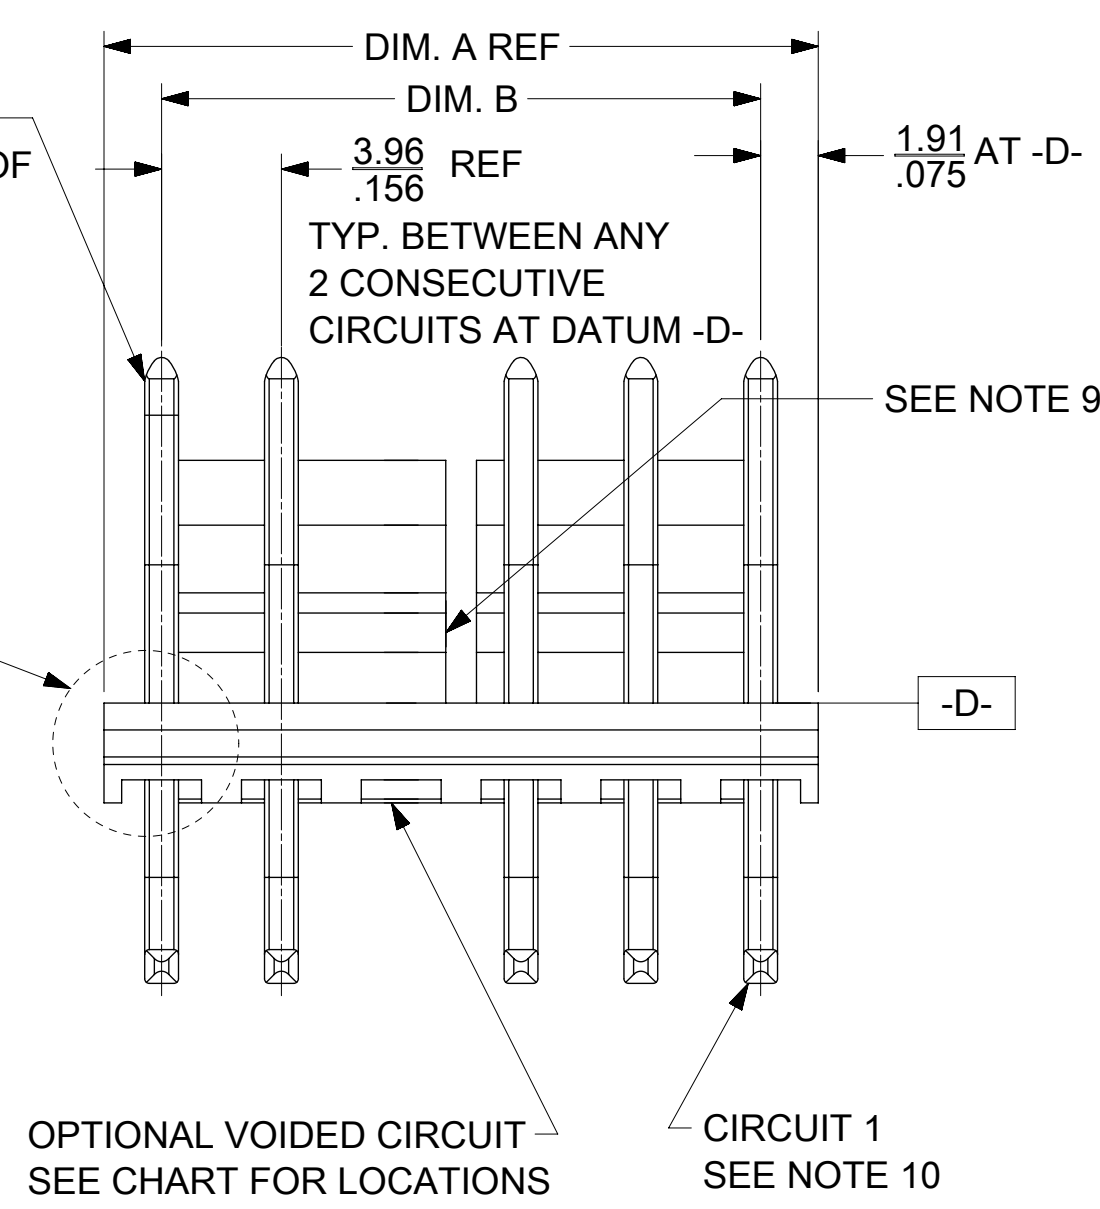 DIM. A REF
DIM. B
OF
3.96
.156
REF
1.91
.075
AT -D-
TYP. BETWEEN ANY
2 CONSECUTIVE
CIRCUITS AT DATUM -D-
SEE NOTE 9
-D-
OPTIONAL VOIDED CIRCUIT
SEE CHART FOR LOCATIONS
CIRCUIT 1
SEE NOTE 10